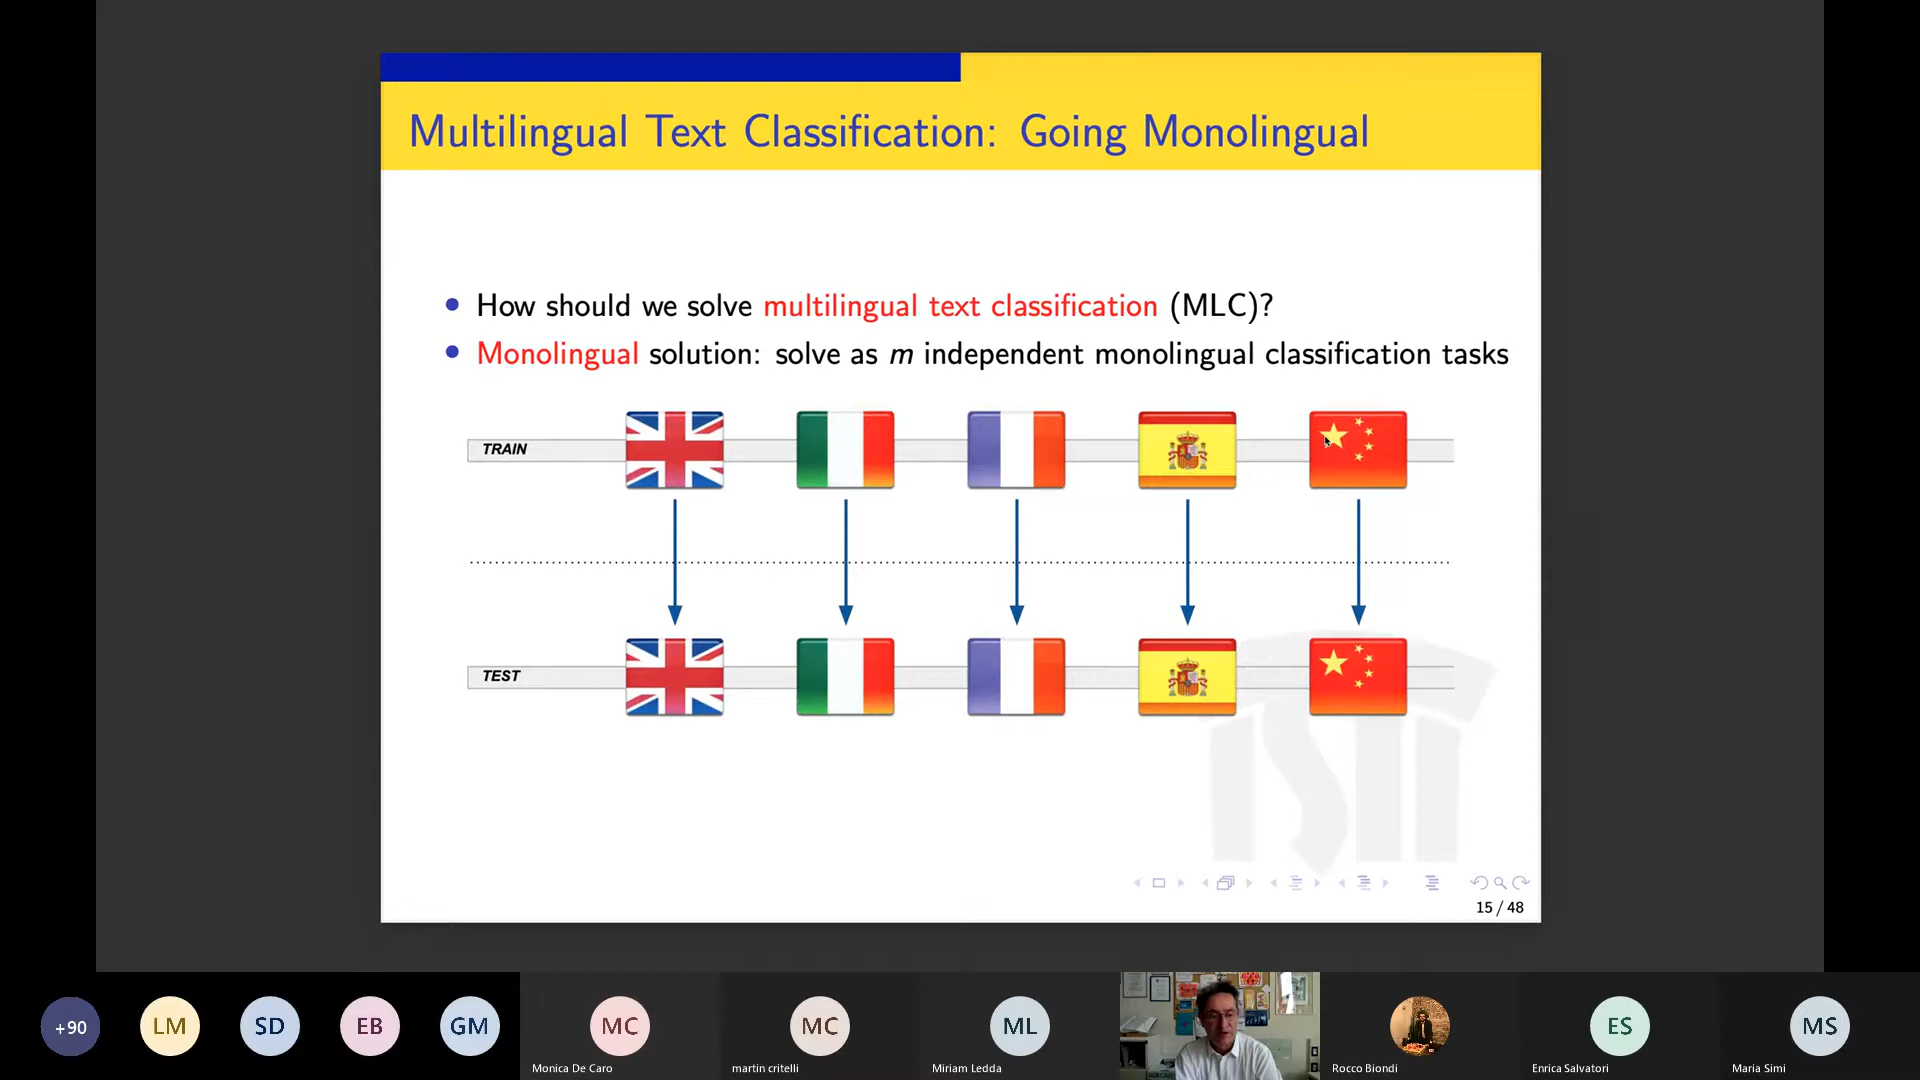 Multilingual Text Classification: Going Monolingual
How should we solve multilingual text classification (MLC)?
Monolingual solution: solve as m independent monolingual classification tasks
TRAIN
TEST
ISTI
15 / 48
+90
LM
SD
EB
GM
MC
MC
ML
ES
MS
Monica De Caro
martin critelli
Miriam Ledda
Rocco Biondi
Enrica Salvatori
Maria Simi